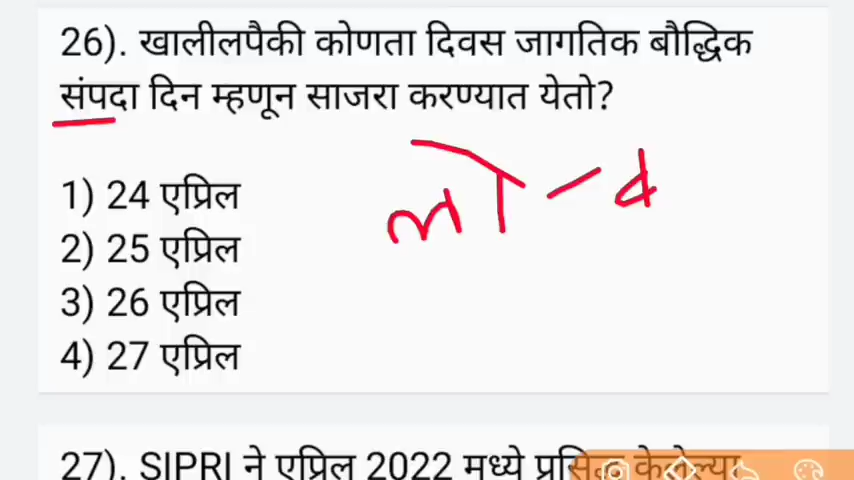 26). खालीलपैकी कोणता दिवस जागतिक बौद्धिक
संपदा दिन म्हणून साजरा करण्यात येतो?
1) 24 एप्रिल
2) 25 एप्रिल
3) 26 एप्रिल
4) 27 एप्रिल
27). SIPRI ने एप्रिल 2022 मध्ये